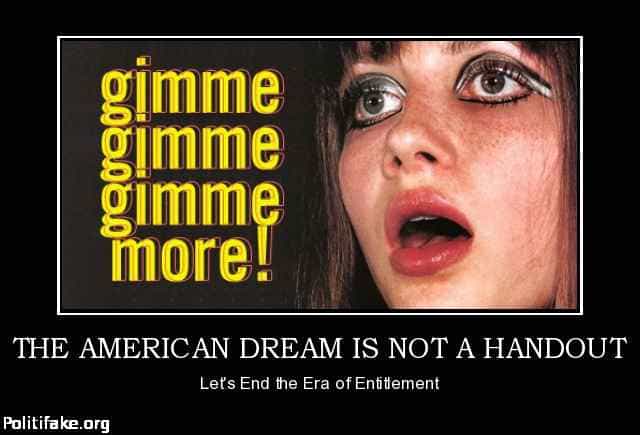 gimme
gimme
gimme
more!
THE AMERICAN DREAM IS NOT A HANDOUT
Let's End the Era of Entitlement
Politifake.org